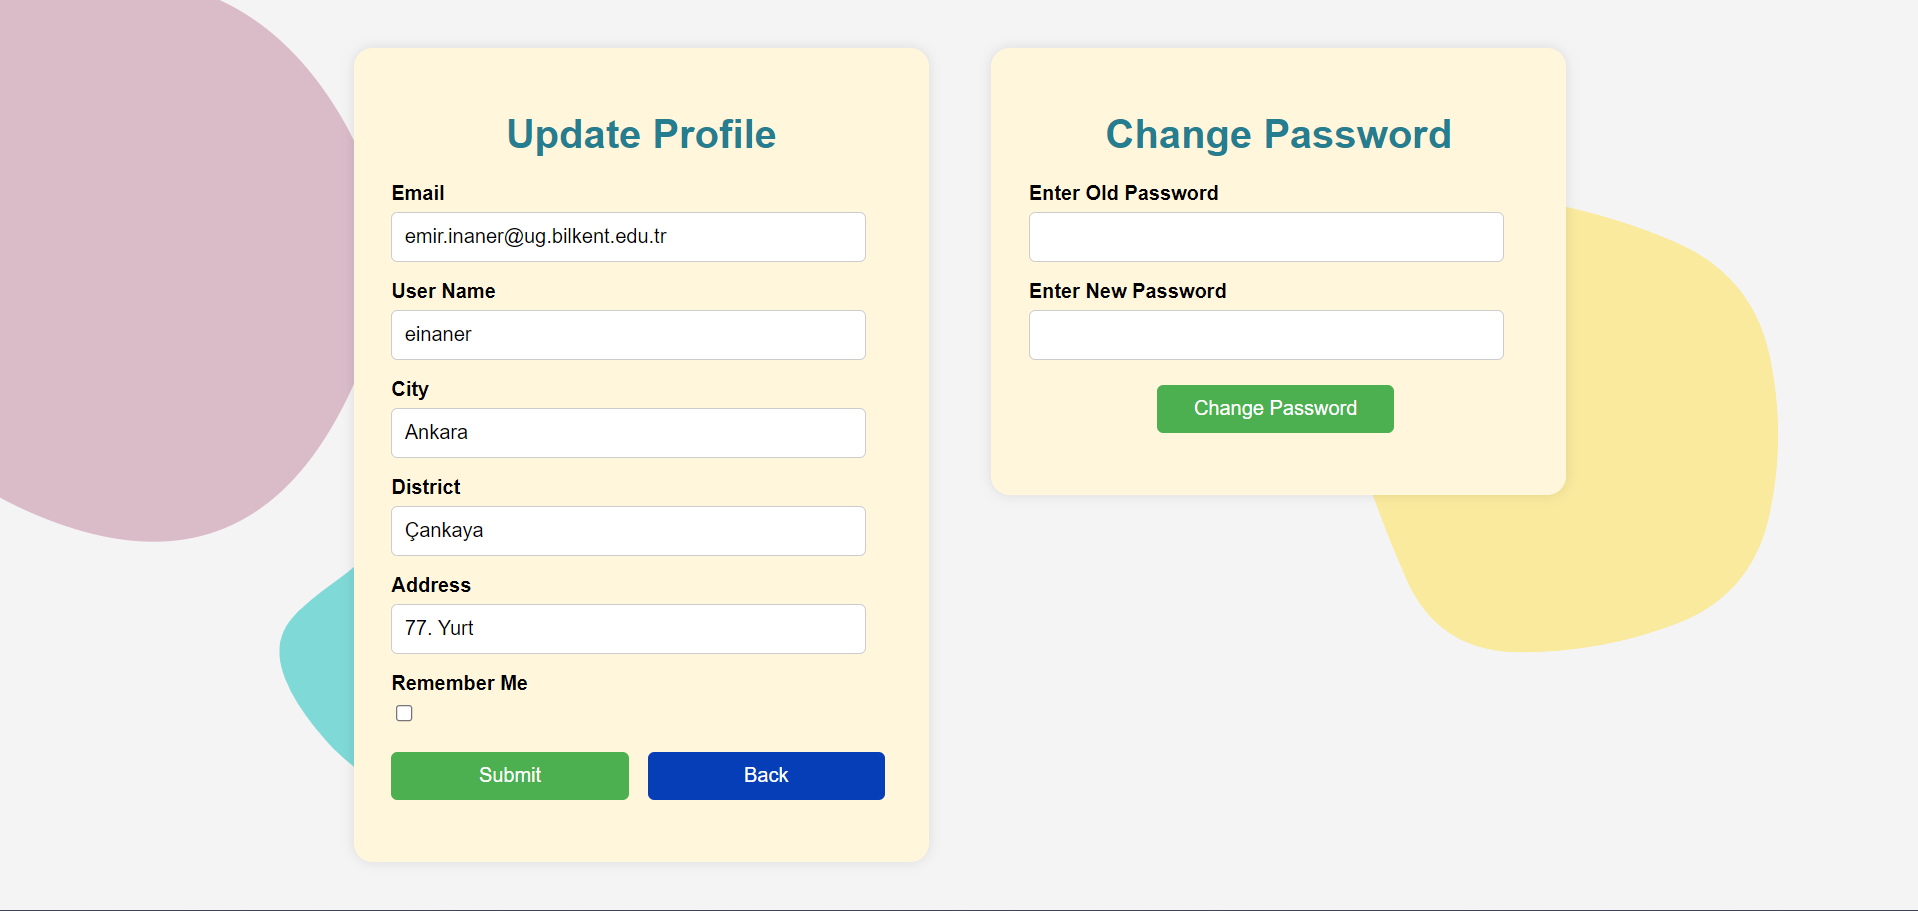 Update Profile
Email
emir.inaner@ug.bilkent.edu.tr
User Name
einaner
City
Ankara
District
Çankaya
Address
77. Yurt
Remember Me
Submit
Back
Change Password
Enter Old Password
Enter New Password
Change Password